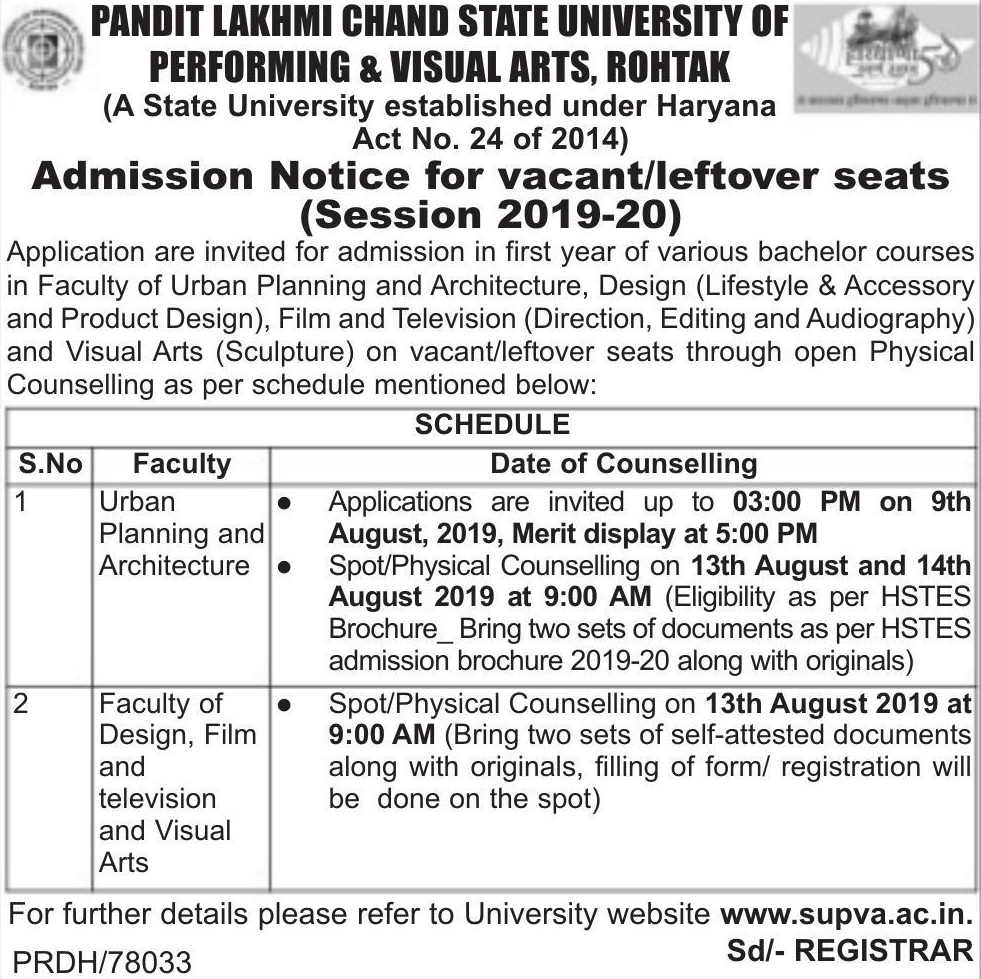 PANDIT LAKHMI CHAND STATE UNIVERSITY OF
PERFORMING & VISUAL ARTS, ROHTAK
(A State University established under Haryana
Act No. 24 of 2014)
Admission Notice for vacant/leftover seats
(Session 2019-20)
Application are invited for admission in first year of various bachelor courses
in Faculty of Urban Planning and Architecture, Design (Lifestyle & Accessory
and Product Design), Film and Television (Direction, Editing and Audiography)
and Visual Arts (Sculpture) on vacant/leftover seats through open Physical
Counselling as per schedule mentioned below:
SCHEDULE
S.No Faculty Date of Counselling
1
Urban
Planning and
Architecture
● Applications are invited up to 03:00 PM on 9th
August, 2019, Merit display at 5:00 PM
● Spot/Physical Counselling on 13th August and 14th
August 2019 at 9:00 AM (Eligibility as per HSTES
Brochure_ Bring two sets of documents as per HSTES
admission brochure 2019-20 along with originals)
2
Faculty of
Design, Film
and
television
and Visual
Arts
● Spot/Physical Counselling on 13th August 2019 at
9:00 AM (Bring two sets of self-attested documents
along with originals, filling of form/ registration will
be done on the spot)
For further details please refer to University website www.supva.ac.in.
Sd/- REGISTRAR
PRDH/78033